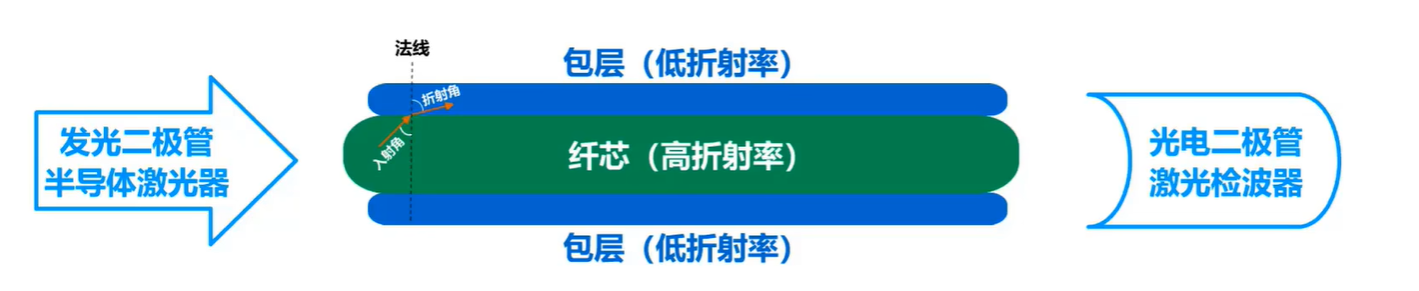 法线
包层（低折射率）
折射角
入射角
发光二极管
半导体激光器
纤芯（高折射率）
光电二极管
激光检波器
包层（低折射率）